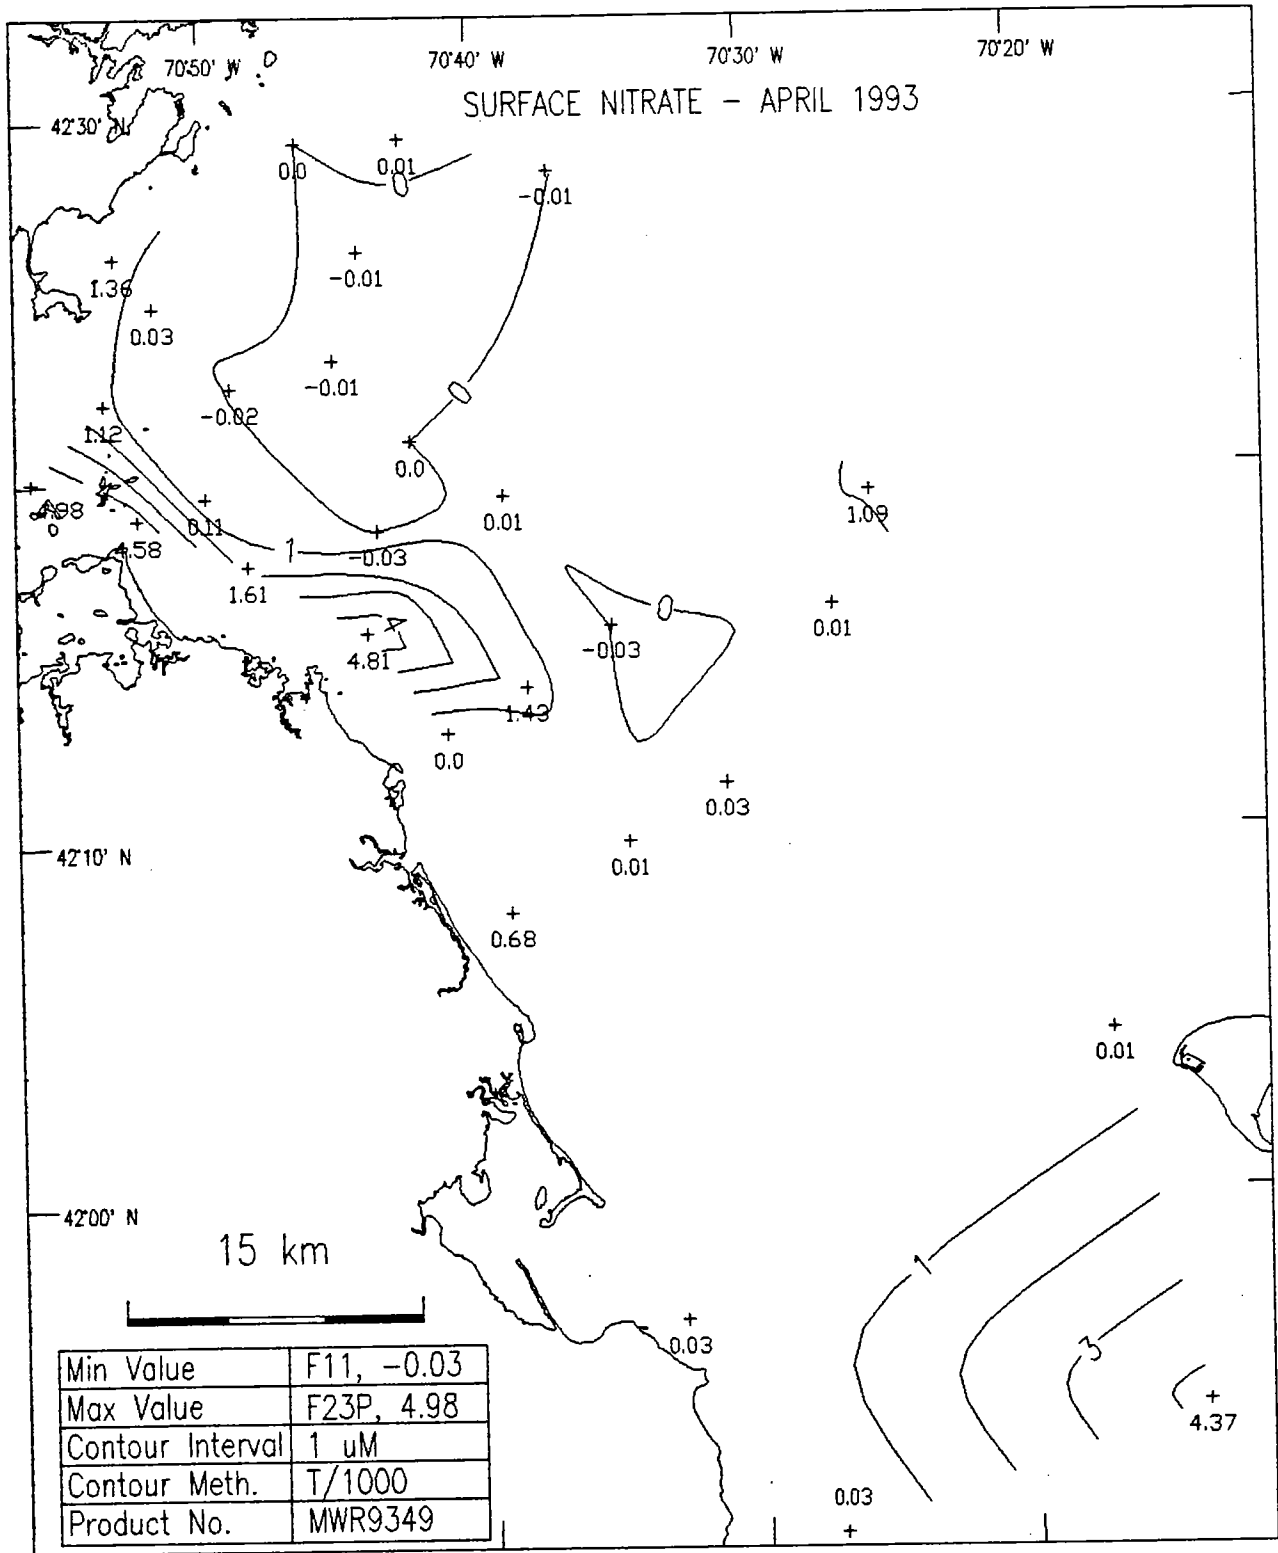 70°50' W
70°40' W
70°30' W
70°20' W
SURFACE NITRATE - APRIL 1993
42°30' N
0.0
0.01
0
-0.01
-0.01
1.36
0.03
-0.01
0
-0.02
1.12
0.0
4.98
0.11
0.01
1.09
4.58
1
-0.03
1.61
0
0.01
4
4.81
-0.03
1.43
0.0
0.03
42°10' N
0.01
0.68
0.01
42°00' N
15 km
1
0.03
3
4.37
0.03
Min Value F11, -0.03
Max Value F23P, 4.98
Contour Interval 1 uM
Contour Meth. T/1000
Product No. MWR9349